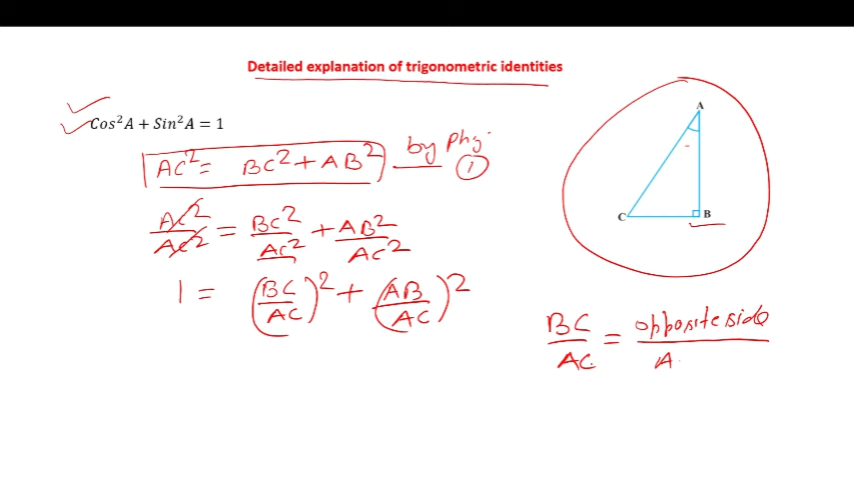 Detailed explanation of trigonometric identities
Cos²A + Sin²A = 1
AC² = BC² + AB² by Phy. ①
AC²/AC² = BC²/AC² + AB²/AC²
1 = (BC/AC)² + (AB/AC)²
A
C
B
BC/AC = opposite side/A